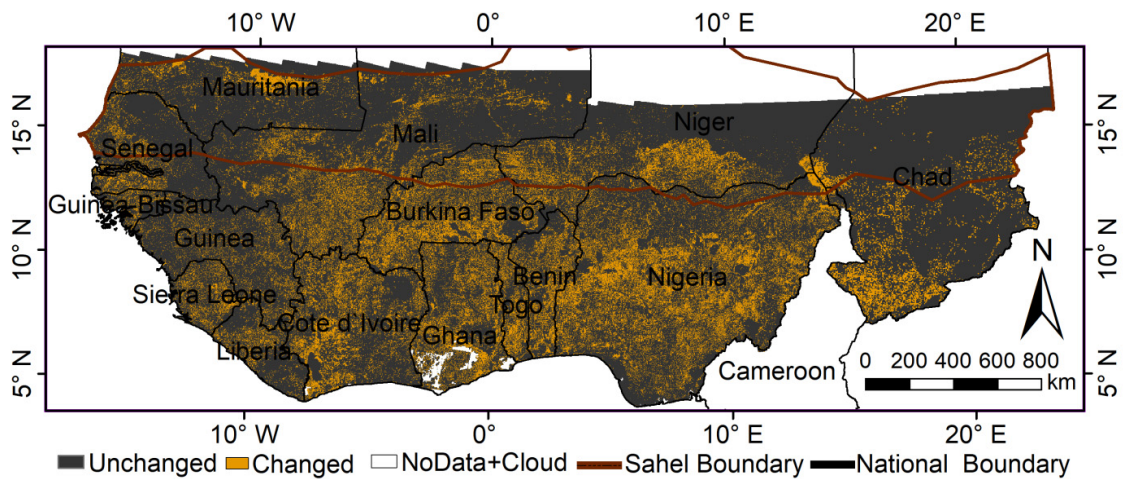 10° W 0° 10° E 20° E
Mauritania
15° N
Mali
Niger
15° N
Senegal
Chad
Guinea Bissau
Burkina Faso
Guinea
10° N
Benin
Nigeria
10° N
N
Sierra Leone
Togo
Cote d`Ivoire
Ghana
Liberia
0 200 400 600 800
km
Cameroon
5° N
5° N
10° W 0° 10° E 20° E
Unchanged Changed NoData+Cloud Sahel Boundary National Boundary